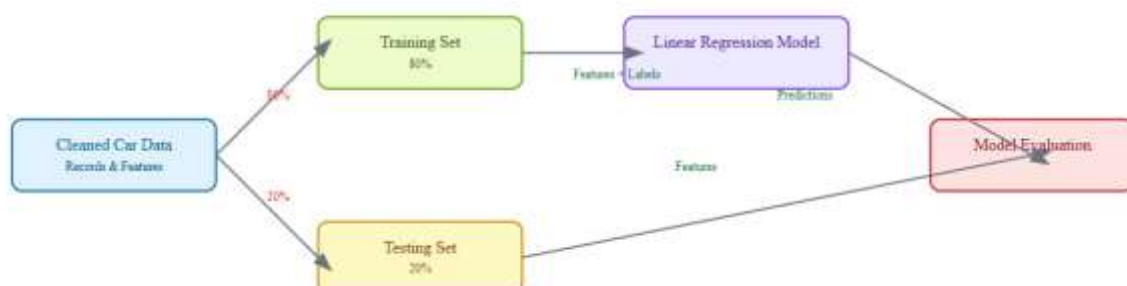 Training Set
80%
Linear Regression Model
Features + Labels
80%
Predictions
Cleaned Car Data
Records & Features
Model Evaluation
Features
20%
Testing Set
20%